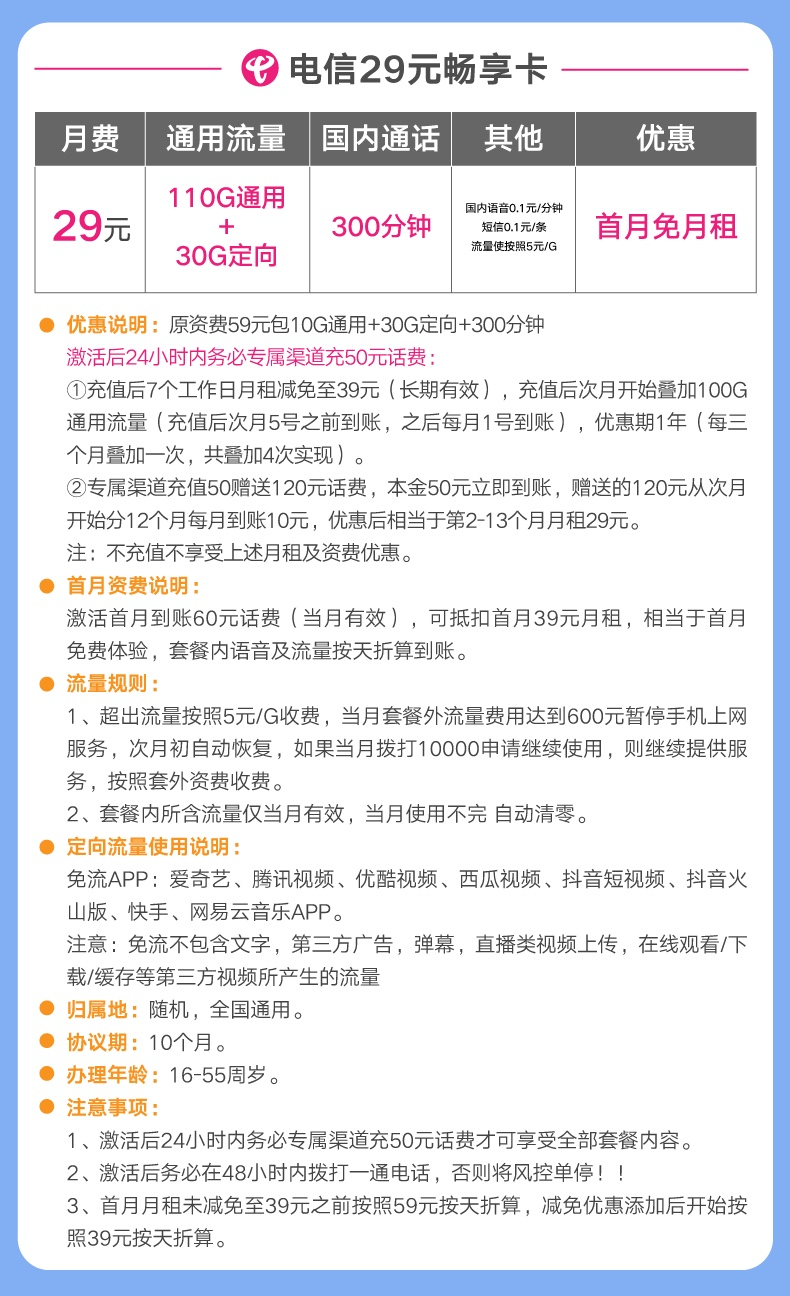 电信29元畅享卡
月费 通用流量 国内通话 其他 优惠
29元
110G通用
+
30G定向
300分钟
国内语音0.1元/分钟
短信0.1元/条
流量使按照5元/G
首月免月租
优惠说明：原资费59元包10G通用+30G定向+300分钟
激活后24小时内务必专属渠道充50元话费：
①充值后7个工作日月租减免至39元（长期有效），充值后次月开始叠加100G
通用流量（充值后次月5号之前到账，之后每月1号到账），优惠期1年（每三
个月叠加一次，共叠加4次实现）。
②专属渠道充值50赠送120元话费，本金50元立即到账，赠送的120元从次月
开始分12个月每月到账10元，优惠后相当于第2-13个月月租29元。
注：不充值不享受上述月租及资费优惠。
首月资费说明：
激活首月到账60元话费（当月有效），可抵扣首月39元月租，相当于首月
免费体验，套餐内语音及流量按天折算到账。
流量规则：
1、超出流量按照5元/G收费，当月套餐外流量费用达到600元暂停手机上网
服务，次月初自动恢复，如果当月拨打10000申请继续使用，则继续提供服
务，按照套外资费收费。
2、套餐内所含流量仅当月有效，当月使用不完 自动清零。
定向流量使用说明：
免流APP：爱奇艺、腾讯视频、优酷视频、西瓜视频、抖音短视频、抖音火
山版、快手、网易云音乐APP。
注意：免流不包含文字，第三方广告，弹幕，直播类视频上传，在线观看/下
载/缓存等第三方视频所产生的流量
归属地：随机，全国通用。
协议期：10个月。
办理年龄：16-55周岁。
注意事项：
1、激活后24小时内务必专属渠道充50元话费才可享受全部套餐内容。
2、激活后务必在48小时内拨打一通电话，否则将风控单停！！
3、首月月租未减免至39元之前按照59元按天折算，减免优惠添加后开始按
照39元按天折算。